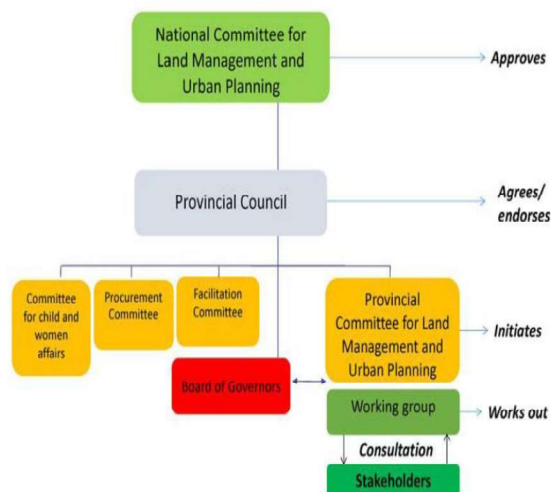 National Committee for
Land Management and
Urban Planning
Approves
Provincial Council
Agrees/
endorses
Committee
for child and
women
affairs
Procurement
Committee
Facilitation
Committee
Provincial
Committee for Land
Management and
Urban Planning
Initiates
Board of Governors
Working group
Works out
Consultation
Stakeholders